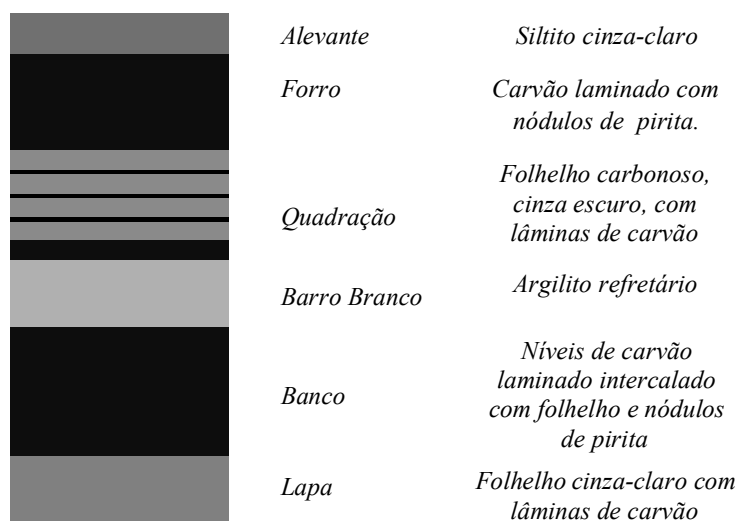 Alevante
Siltito cinza-claro
Forro
Carvão laminado com
nódulos de pirita.
Quadração
Folhelho carbonoso,
cinza escuro, com
lâminas de carvão
Barro Branco
Argilito refretário
Banco
Níveis de carvão
laminado intercalado
com folhelho e nódulos
de pirita
Lapa
Folhelho cinza-claro com
lâminas de carvão